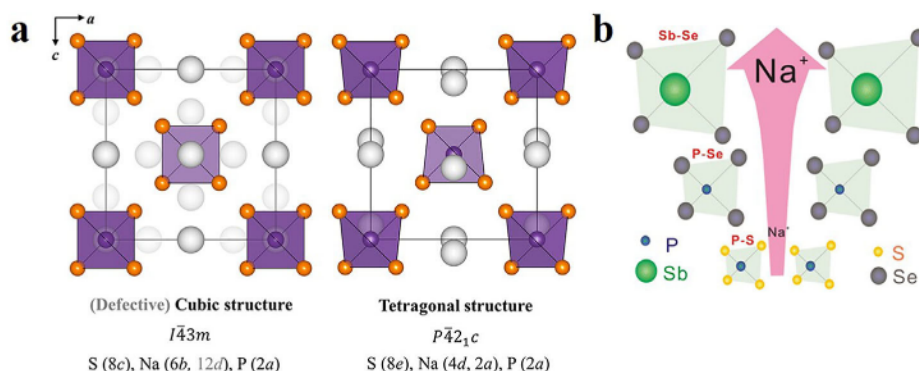 a
a
c
(Defective) Cubic structure
I4̅3m
S (8c), Na (6b, 12d), P (2a)
Tetragonal structure
P4̅2₁c
S (8e), Na (4d, 2a), P (2a)
b
Sb-Se
Na⁺
P-Se
Na⁺
P-S
P
Sb
S
Se